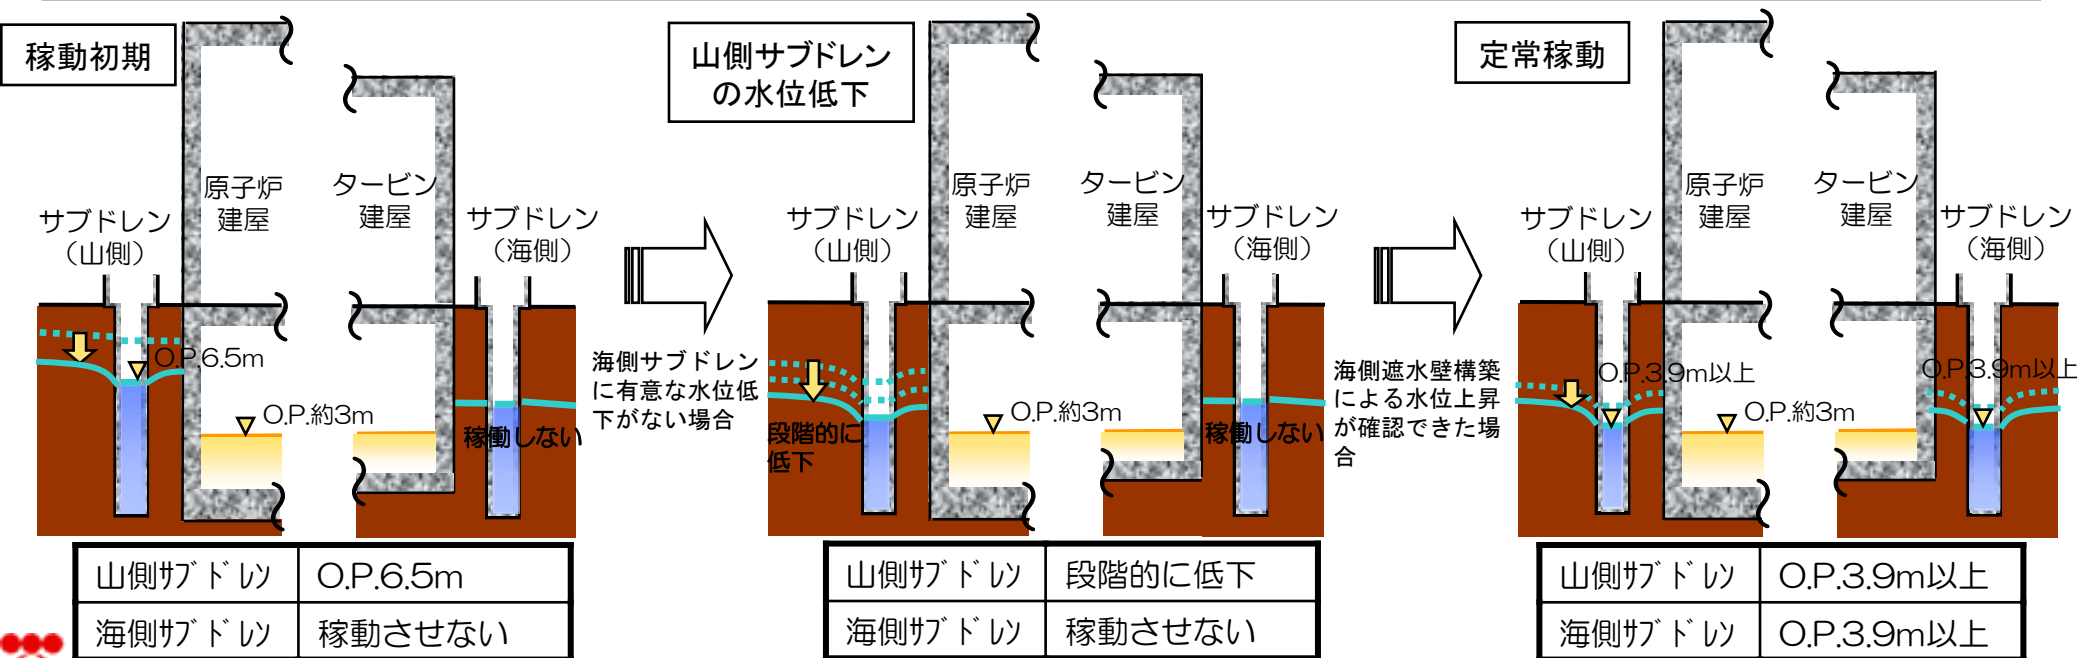 稼動初期
原子炉
建屋
タービン
建屋
サブドレン
（山側）
サブドレン
（海側）
O.P.6.5m
O.P.約3m
稼働しない
山側サブドレン O.P.6.5m
海側サブドレン 稼動させない
海側サブドレン
に有意な水位低
下がない場合
山側サブドレン
の水位低下
原子炉
建屋
タービン
建屋
サブドレン
（山側）
サブドレン
（海側）
O.P.約3m
段階的に
低下
稼働しない
山側サブドレン 段階的に低下
海側サブドレン 稼動させない
海側遮水壁構築
による水位上昇
が確認できた場
合
定常稼動
原子炉
建屋
タービン
建屋
サブドレン
（山側）
サブドレン
（海側）
O.P.3.9m以上
O.P.3.9m以上
O.P.約3m
山側サブドレン O.P.3.9m以上
海側サブドレン O.P.3.9m以上